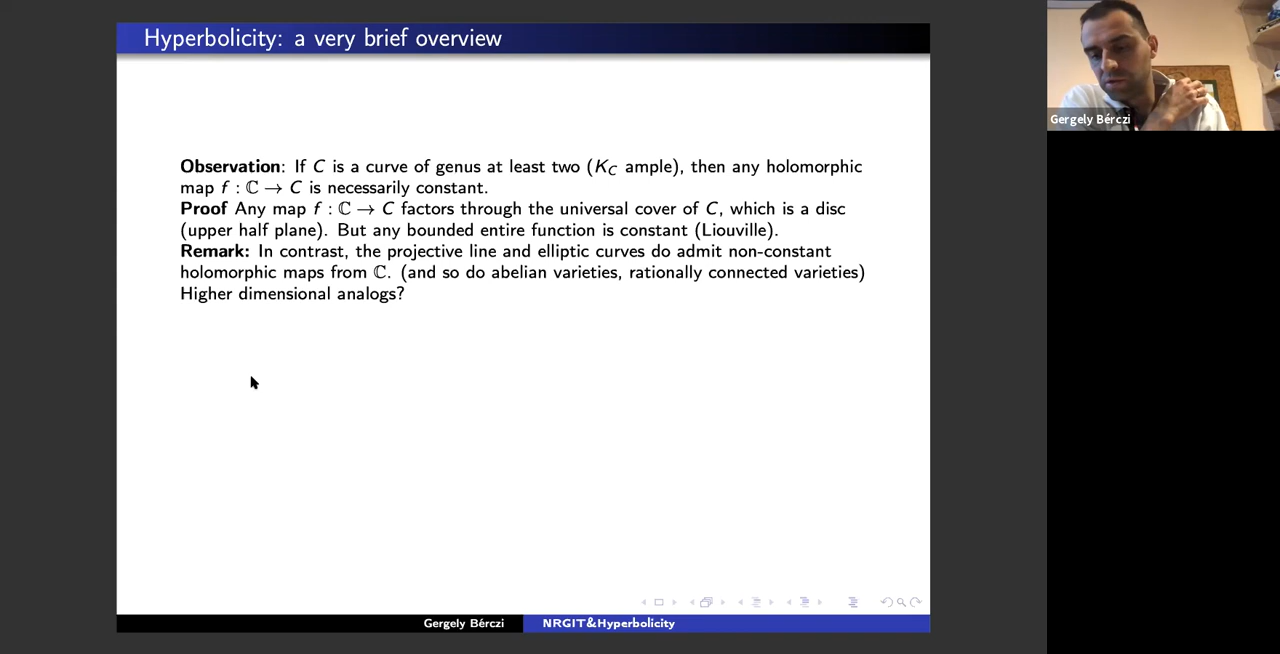 Hyperbolicity: a very brief overview
Gergely Bérczi
Observation: If C is a curve of genus at least two (K_C ample), then any holomorphic
map f : ℂ → C is necessarily constant.
Proof Any map f : ℂ → C factors through the universal cover of C, which is a disc
(upper half plane). But any bounded entire function is constant (Liouville).
Remark: In contrast, the projective line and elliptic curves do admit non-constant
holomorphic maps from ℂ. (and so do abelian varieties, rationally connected varieties)
Higher dimensional analogs?
Gergely Bérczi NRGIT&Hyperbolicity